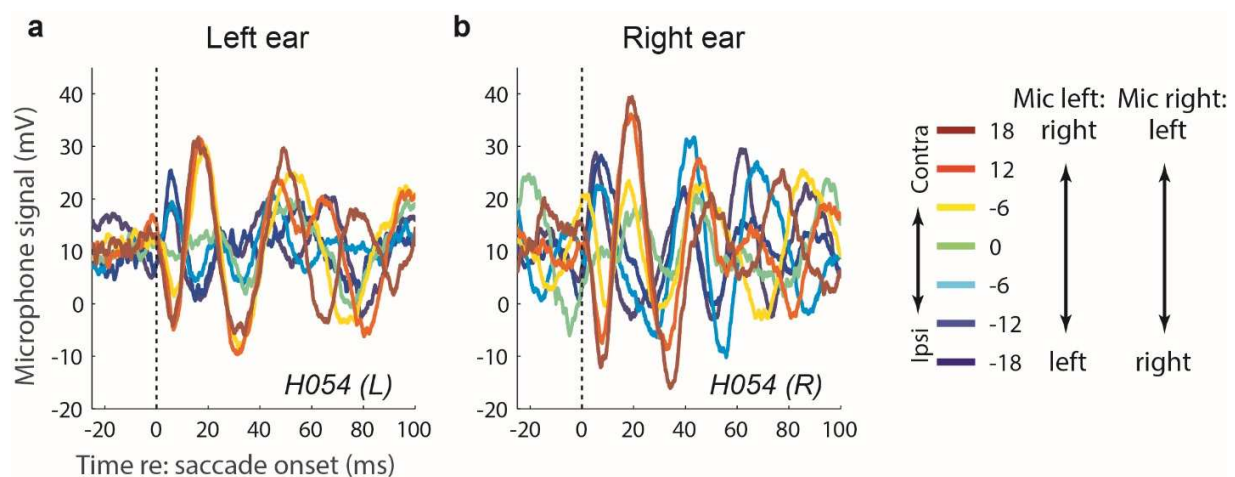 a
Left ear
b
Right ear
Microphone signal (mV)
40
30
20
10
0
-10
-20
-20 0 20 40 60 80 100
H054 (L)
Time re: saccade onset (ms)
40
30
20
10
0
-10
-20
-20 0 20 40 60 80 100
H054 (R)
Mic left: Mic right:
Contra
Ipsi
18 right left
12
-6
0
-6
-12
-18 left right